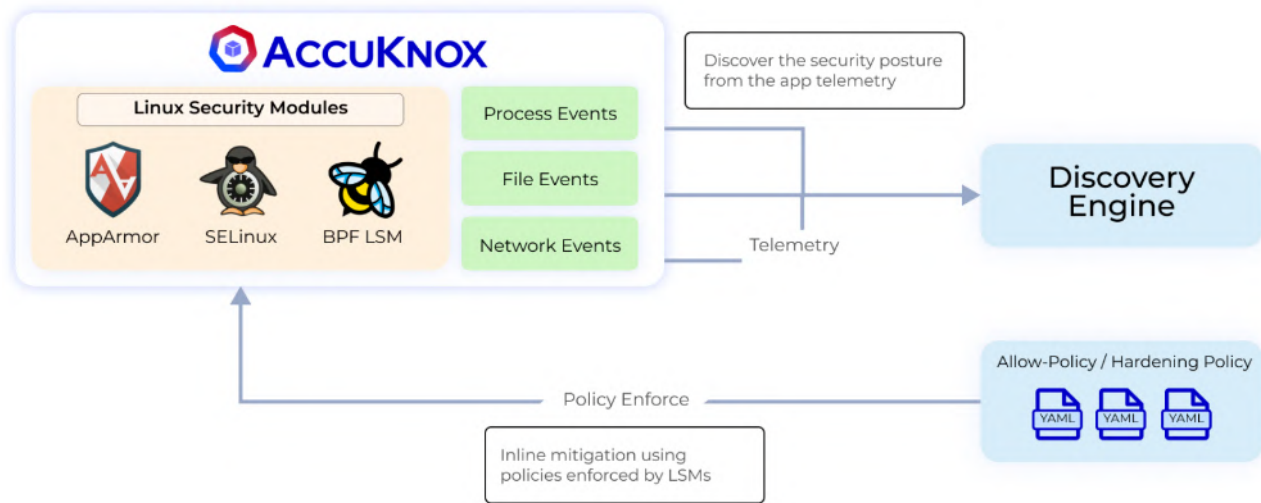 ACCUKNOX
Linux Security Modules
AppArmor
SELinux
BPF LSM
Process Events
File Events
Network Events
Discover the security posture
from the app telemetry
Telemetry
Discovery
Engine
Allow-Policy / Hardening Policy
YAML
YAML
YAML
Policy Enforce
Inline mitigation using
policies enforced by LSMs